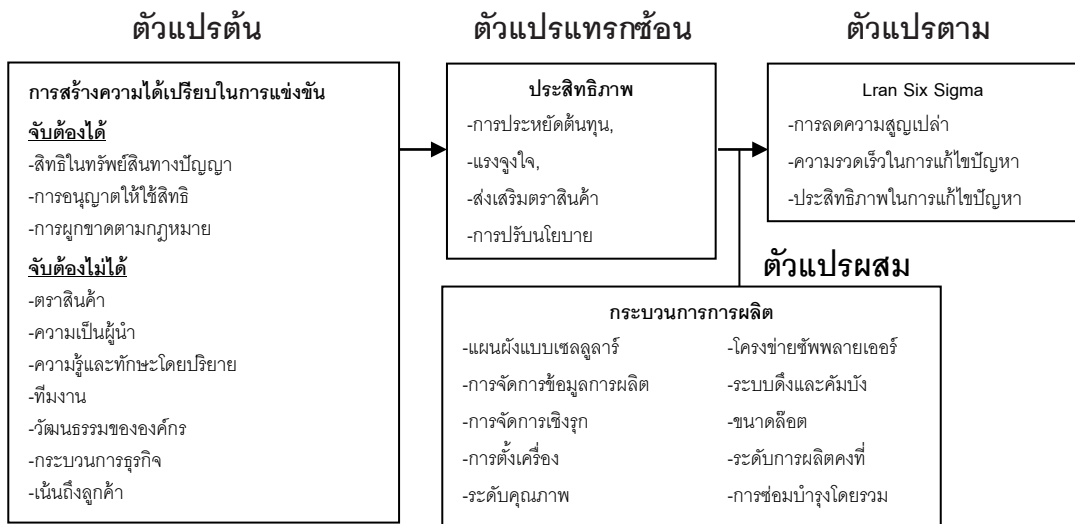 ตัวแปรต้น
การสร้างความได้เปรียบในการแข่งขัน
จับต้องได้
-สิทธิในทรัพย์สินทางปัญญา
-การอนุญาตให้ใช้สิทธิ
-การผูกขาดตามกฎหมาย
จับต้องไม่ได้
-ตราสินค้า
-ความเป็นผู้นำ
-ความรู้และทักษะโดยปริยาย
-ทีมงาน
-วัฒนธรรมขององค์กร
-กระบวนการธุรกิจ
-เน้นถึงลูกค้า
ตัวแปรแทรกซ้อน
ประสิทธิภาพ
-การประหยัดต้นทุน,
-แรงจูงใจ,
-ส่งเสริมตราสินค้า
-การปรับนโยบาย
ตัวแปรตาม
Lran Six Sigma
-การลดความสูญเปล่า
-ความรวดเร็วในการแก้ไขปัญหา
-ประสิทธิภาพในการแก้ไขปัญหา
ตัวแปรผสม
กระบวนการการผลิต
-แผนผังแบบเซลลูลาร์
-การจัดการข้อมูลการผลิต
-การจัดการเชิงรุก
-การตั้งเครื่อง
-ระดับคุณภาพ
-โครงข่ายซัพพลายเออร์
-ระบบดึงและคัมบัง
-ขนาดล๊อต
-ระดับการผลิตคงที่
-การซ่อมบำรุงโดยรวม